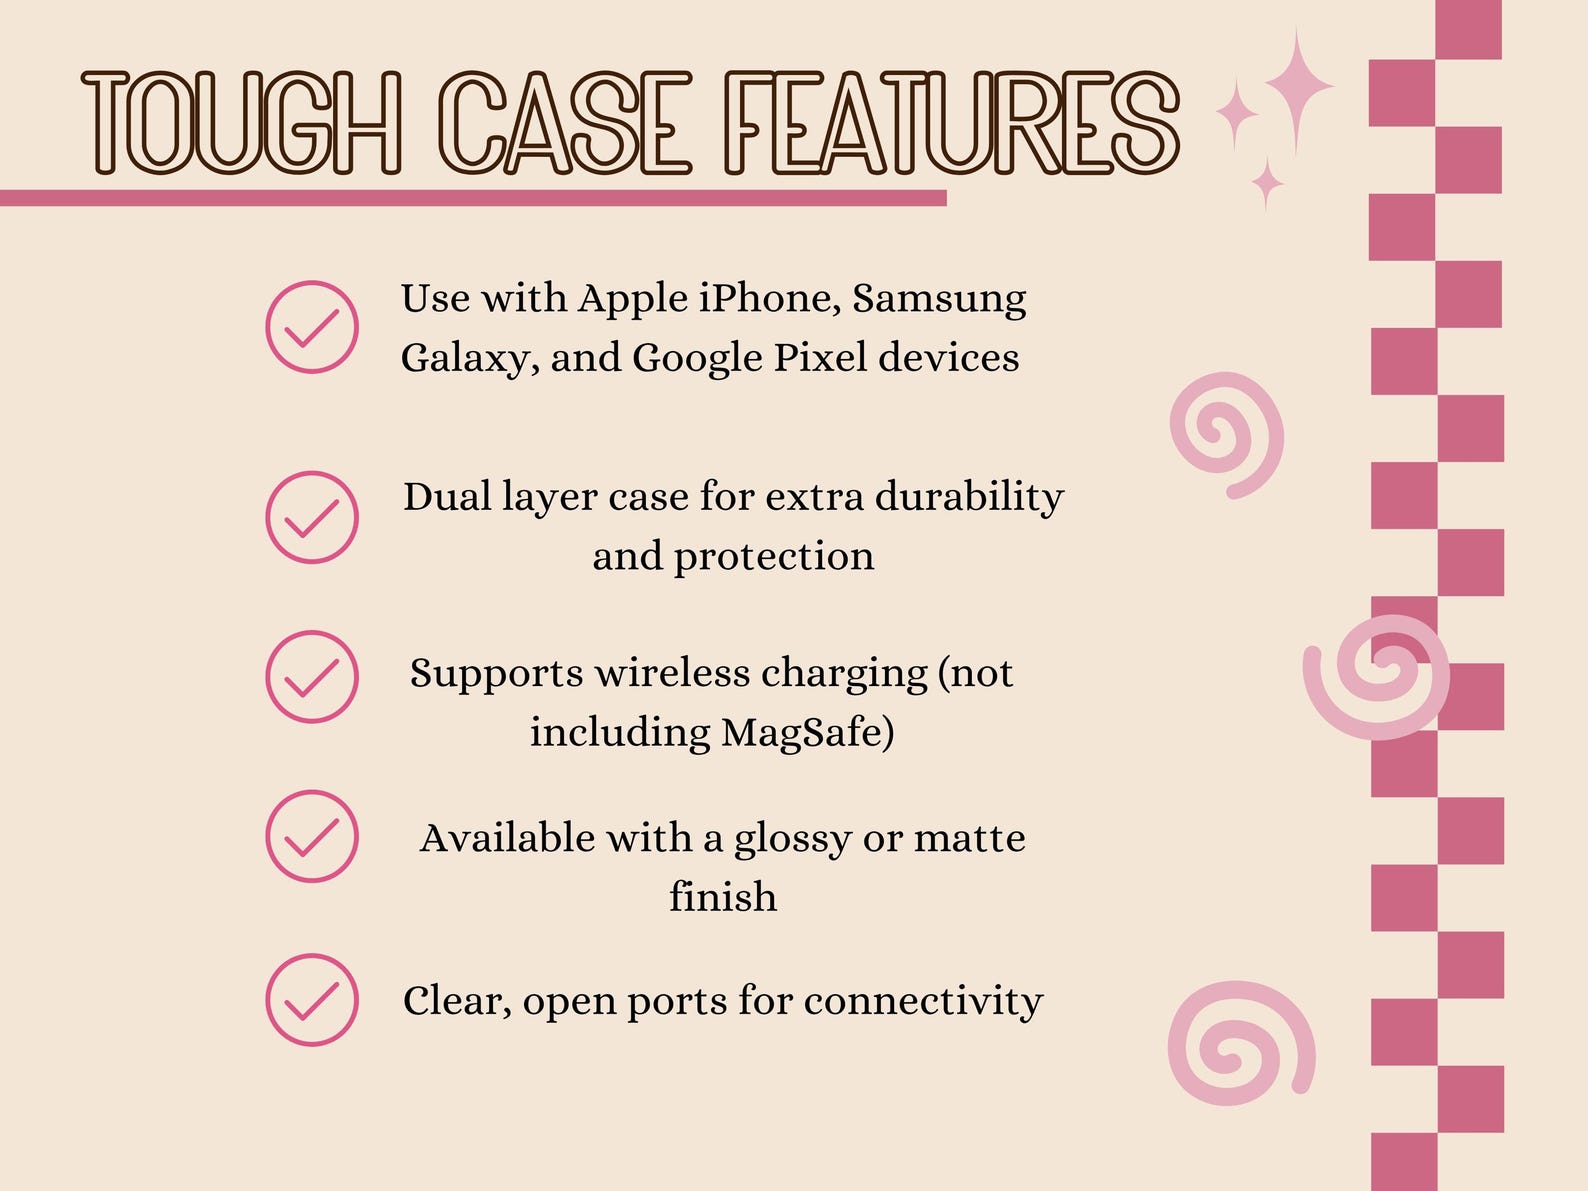 TOUGH CASE FEATURES
Use with Apple iPhone, Samsung
Galaxy, and Google Pixel devices
Dual layer case for extra durability
and protection
Supports wireless charging (not
including MagSafe)
Available with a glossy or matte
finish
Clear, open ports for connectivity